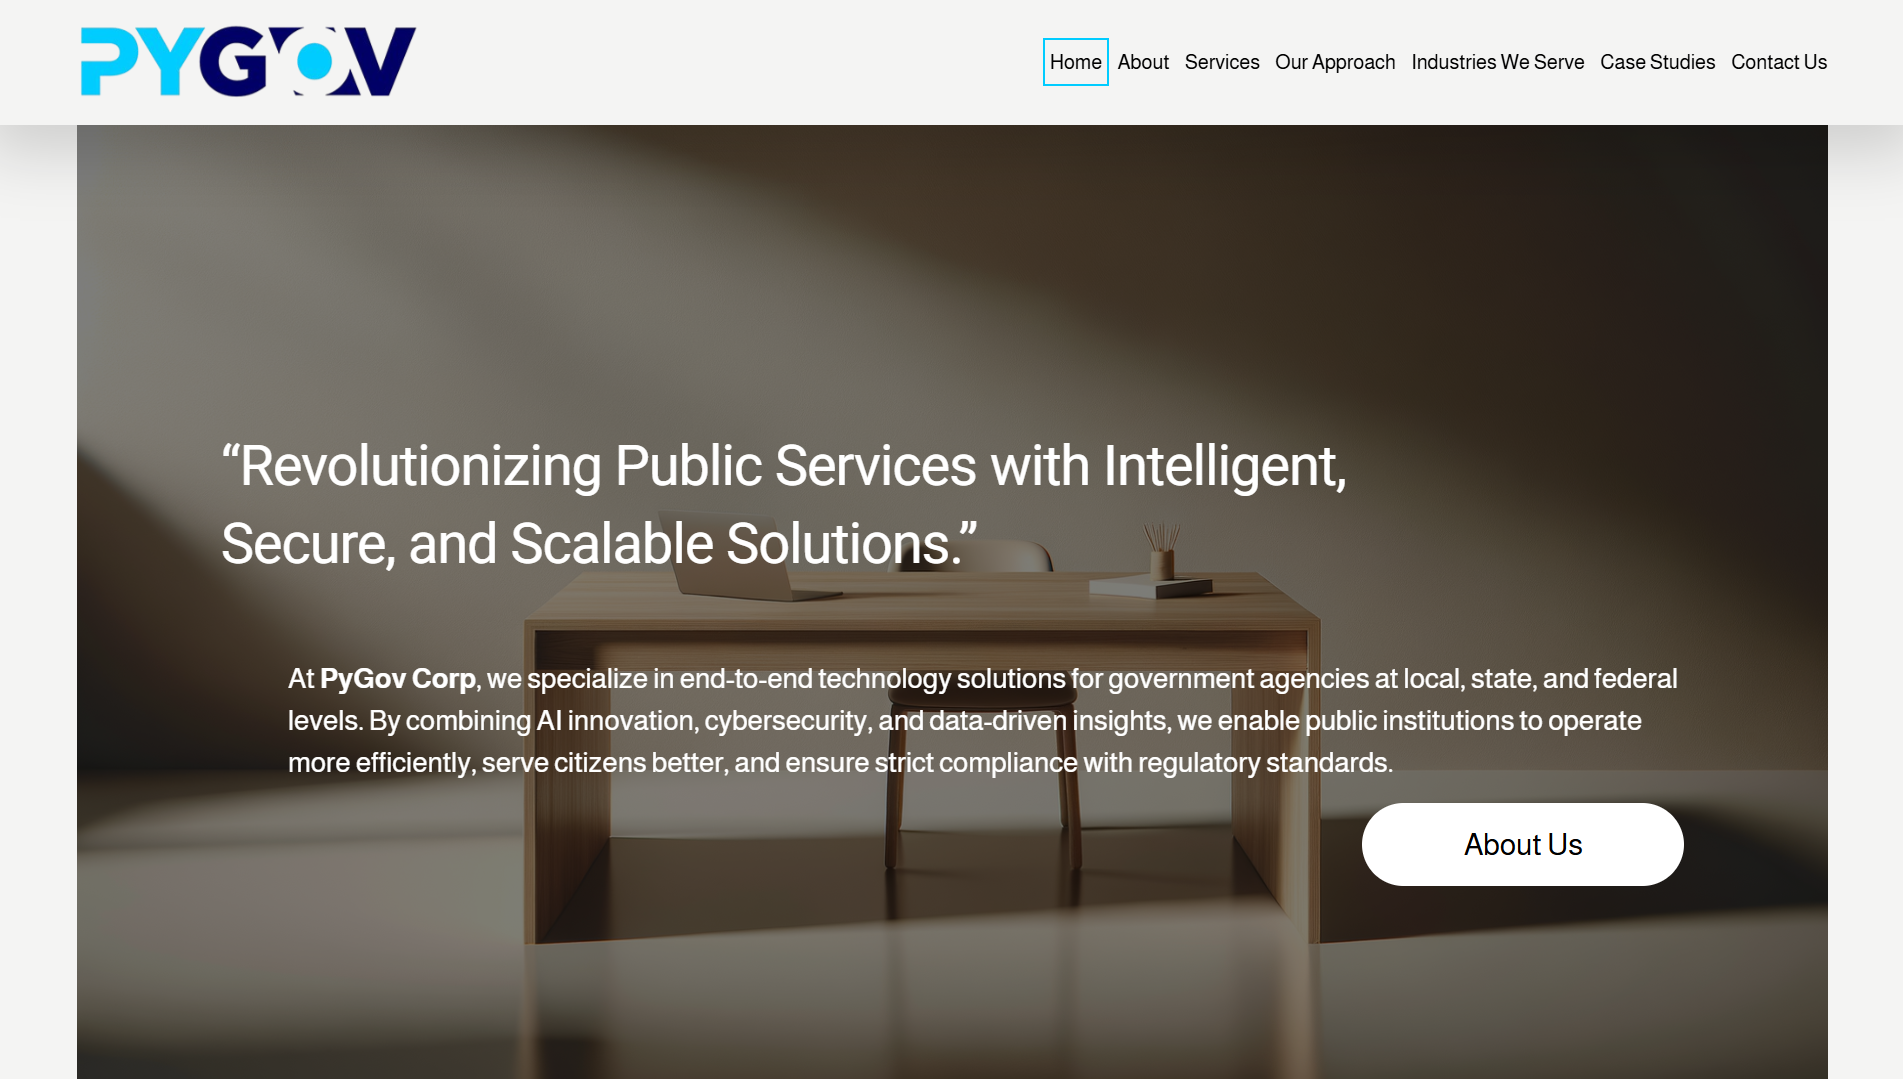 PYGOV
Home About Services Our Approach Industries We Serve Case Studies Contact Us
“Revolutionizing Public Services with Intelligent,
Secure, and Scalable Solutions.”
At PyGov Corp, we specialize in end-to-end technology solutions for government agencies at local, state, and federal
levels. By combining AI innovation, cybersecurity, and data-driven insights, we enable public institutions to operate
more efficiently, serve citizens better, and ensure strict compliance with regulatory standards.
About Us